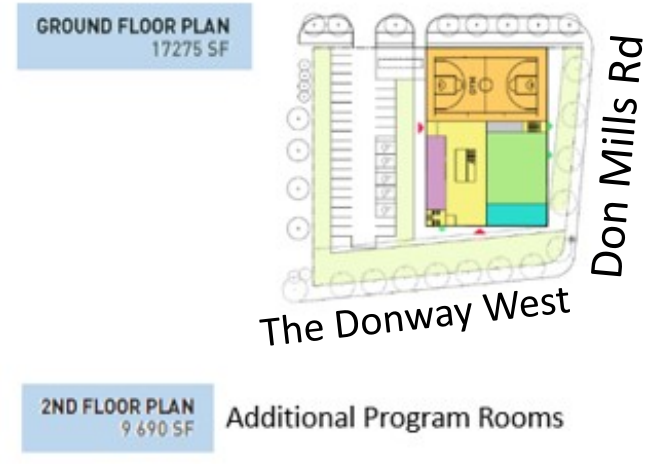 GROUND FLOOR PLAN
17275 SF
GYM
Don Mills Rd
The Donway West
2ND FLOOR PLAN
9 690 SF
Additional Program Rooms